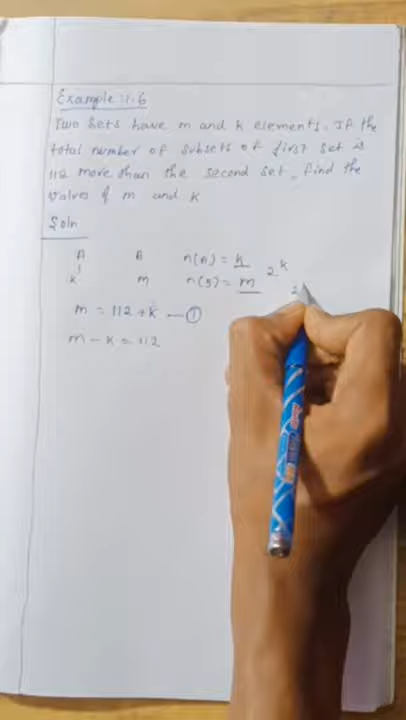 Example 1.6
Two sets have m and k elements. If the
total number of subsets of first set is
112 more than the second set, find the
values of m and k
Soln
A B n(A) = k 2^k
k m n(B) = m 2
m = 112 + k — ①
m - k = 112